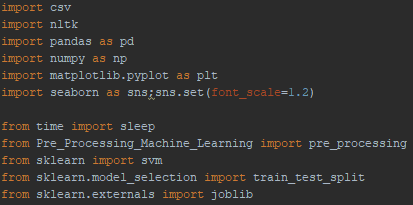 import csv
import nltk
import pandas as pd
import numpy as np
import matplotlib.pyplot as plt
import seaborn as sns;sns.set(font_scale=1.2)
from time import sleep
from Pre_Processing_Machine_Learning import pre_processing
from sklearn import svm
from sklearn.model_selection import train_test_split
from sklearn.externals import joblib